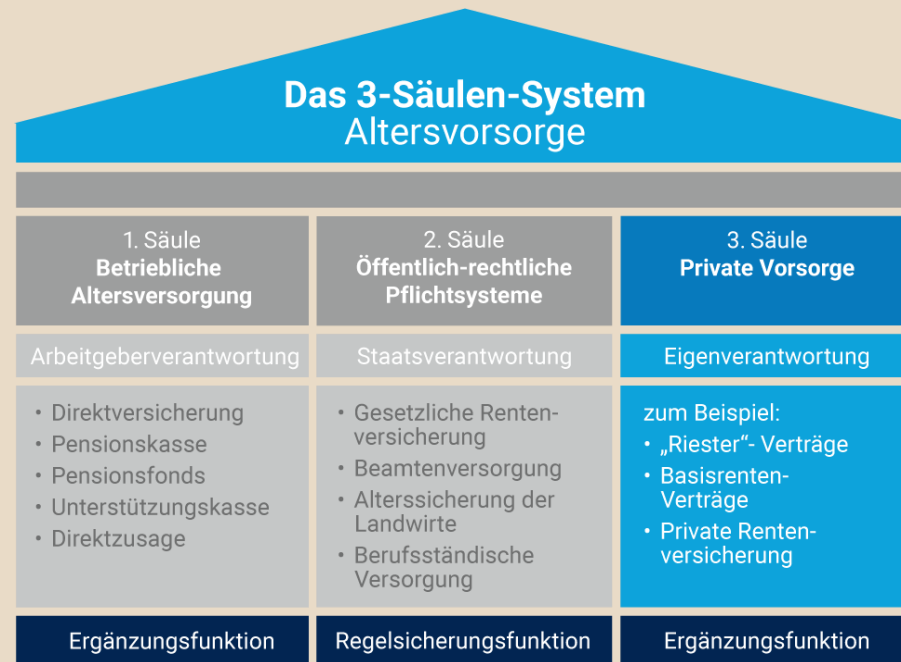 Das 3-Säulen-System
Altersvorsorge
1. Säule
Betriebliche
Altersversorgung
Arbeitgeberverantwortung
• Direktversicherung
• Pensionskasse
• Pensionsfonds
• Unterstützungskasse
• Direktzusage
Ergänzungsfunktion
2. Säule
Öffentlich-rechtliche
Pflichtsysteme
Staatsverantwortung
• Gesetzliche Renten-
versicherung
• Beamtenversorgung
• Alterssicherung der
Landwirte
• Berufsständische
Versorgung
Regelsicherungsfunktion
3. Säule
Private Vorsorge
Eigenverantwortung
zum Beispiel:
• „Riester“- Verträge
• Basisrenten-
Verträge
• Private Renten-
versicherung
Ergänzungsfunktion